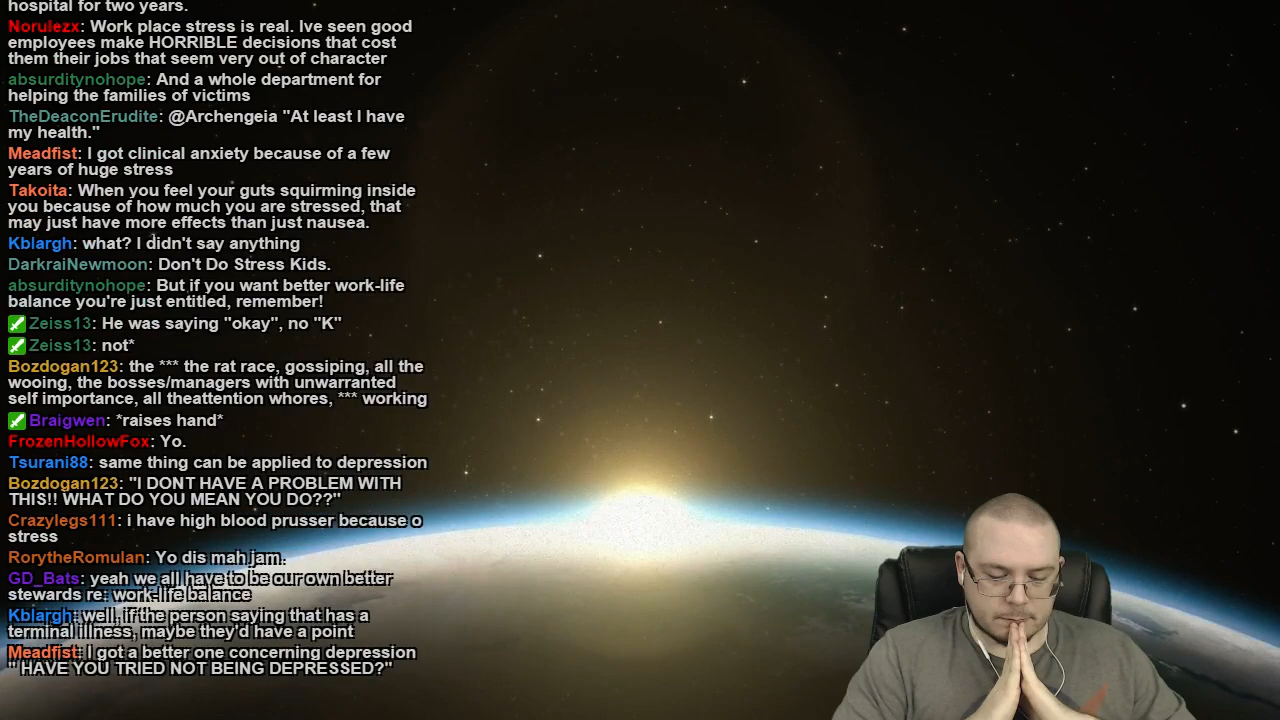 hospital for two years.
Norulezx: Work place stress is real. Ive seen good
employees make HORRIBLE decisions that cost
them their jobs that seem very out of character
absurditynohope: And a whole department for
helping the families of victims
TheDeaconErudite: @Archengeia "At least I have
my health."
Meadfist: I got clinical anxiety because of a few
years of huge stress
Takoita: When you feel your guts squirming inside
you because of how much you are stressed, that
may just have more effects than just nausea.
Kblargh: what? I didn't say anything
DarkraiNewmoon: Don't Do Stress Kids.
absurditynohope: But if you want better work-life
balance you're just entitled, remember!
Zeiss13: He was saying "okay", no "K"
Zeiss13: not*
Bozdogan123: the *** the rat race, gossiping, all the
wooing, the bosses/managers with unwarranted
self importance, all theattention whores, *** working
Braigwen: *raises hand*
FrozenHollowFox: Yo.
Tsurani88: same thing can be applied to depression
Bozdogan123: "I DONT HAVE A PROBLEM WITH
THIS!! WHAT DO YOU MEAN YOU DO??"
Crazylegs111: i have high blood prusser because o
stress
RorytheRomulan: Yo dis mah jam.
GD_Bats: yeah we all have to be our own better
stewards re: work-life balance
Kblargh: well, if the person saying that has a
terminal illness, maybe they'd have a point
Meadfist: I got a better one concerning depression
" HAVE YOU TRIED NOT BEING DEPRESSED?"